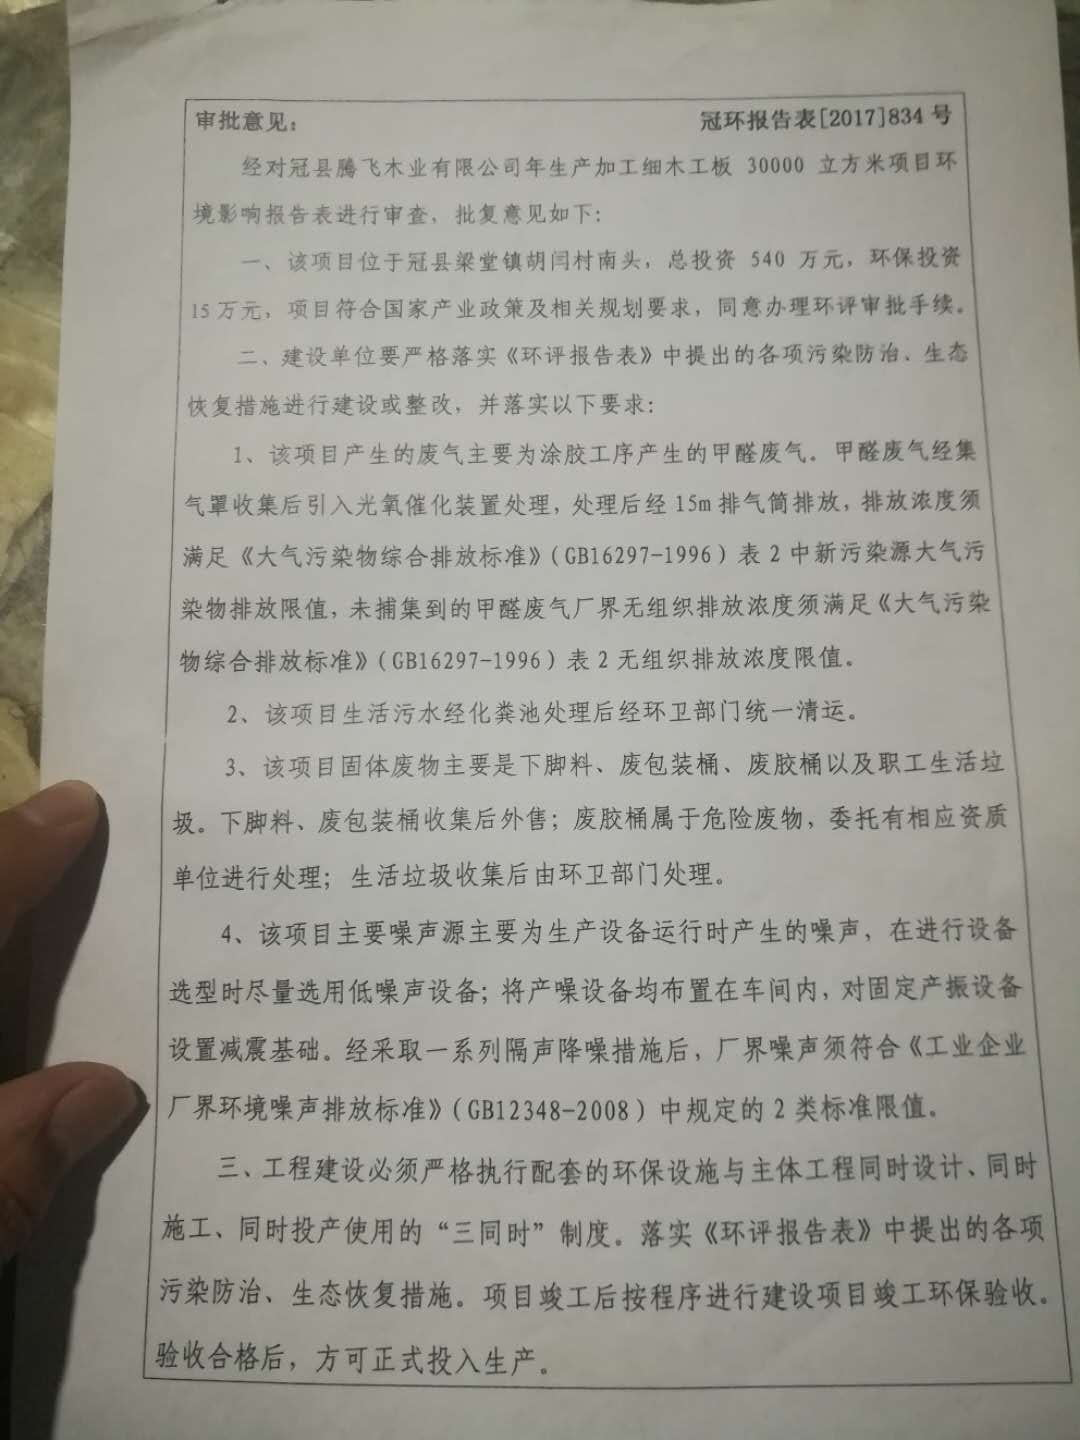 审批意见：冠环报告表[2017]834号
经对冠县腾飞木业有限公司年生产加工细木工板 30000 立方米项目环
境影响报告表进行审查，批复意见如下：
一、该项目位于冠县梁堂镇胡闫村南头，总投资 540 万元，环保投资
15万元，项目符合国家产业政策及相关规划要求，同意办理环评审批手续。
二、建设单位要严格落实《环评报告表》中提出的各项污染防治、生态
恢复措施进行建设或整改，并落实以下要求：
1、该项目产生的废气主要为涂胶工序产生的甲醛废气。甲醛废气经集
气罩收集后引入光氧催化装置处理，处理后经15m排气筒排放，排放浓度须
满足《大气污染物综合排放标准》（GB16297-1996）表2中新污染源大气污
染物排放限值，未捕集到的甲醛废气厂界无组织排放浓度须满足《大气污染
物综合排放标准》（GB16297-1996）表2无组织排放浓度限值。
2、该项目生活污水经化粪池处理后经环卫部门统一清运。
3、该项目固体废物主要是下脚料、废包装桶、废胶桶以及职工生活垃
圾。下脚料、废包装桶收集后外售；废胶桶属于危险废物，委托有相应资质
单位进行处理；生活垃圾收集后由环卫部门处理。
4、该项目主要噪声源主要为生产设备运行时产生的噪声，在进行设备
选型时尽量选用低噪声设备；将产噪设备均布置在车间内，对固定产振设备
设置减震基础。经采取一系列隔声降噪措施后，厂界噪声须符合《工业企业
厂界环境噪声排放标准》（GB12348-2008）中规定的2类标准限值。
三、工程建设必须严格执行配套的环保设施与主体工程同时设计、同时
施工、同时投产使用的“三同时”制度。落实《环评报告表》中提出的各项
污染防治、生态恢复措施。项目竣工后按程序进行建设项目竣工环保验收。
验收合格后，方可正式投入生产。